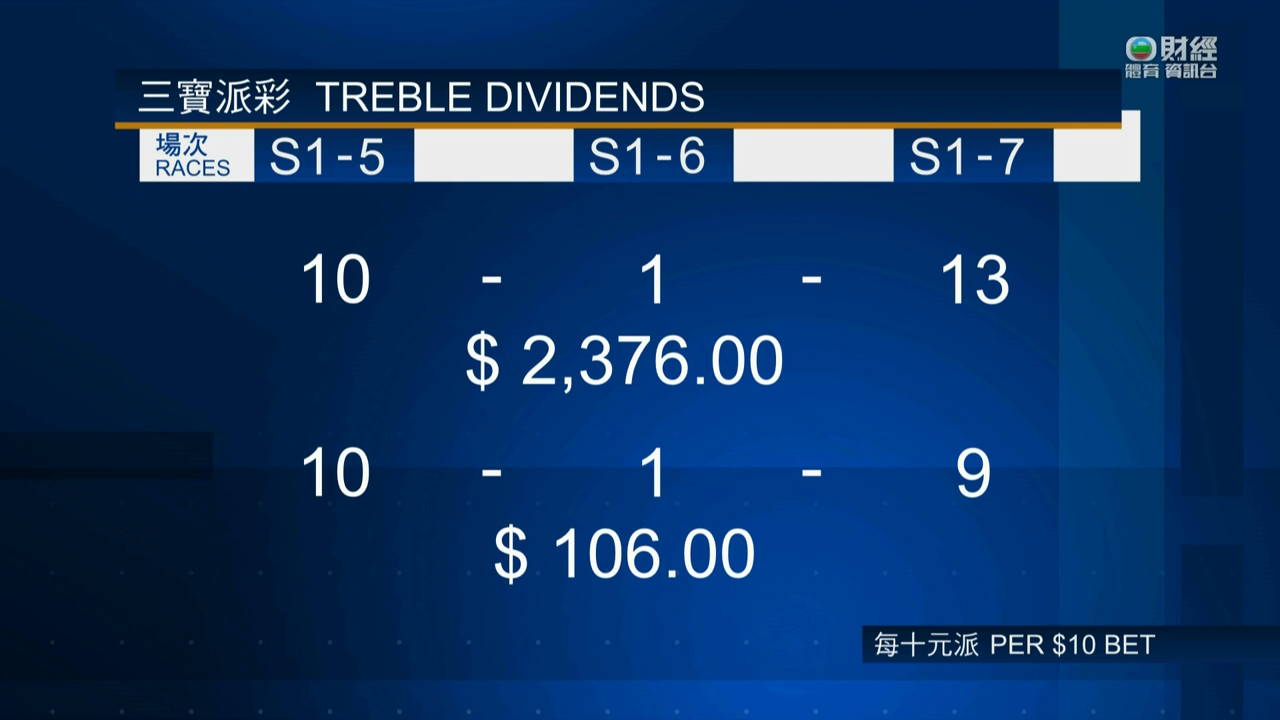 財經
體育 資訊台
三寶派彩 TREBLE DIVIDENDS
場次
RACES
S1-5 S1-6 S1-7
10 - 1 - 13
$ 2,376.00
10 - 1 - 9
$ 106.00
每十元派 PER $10 BET